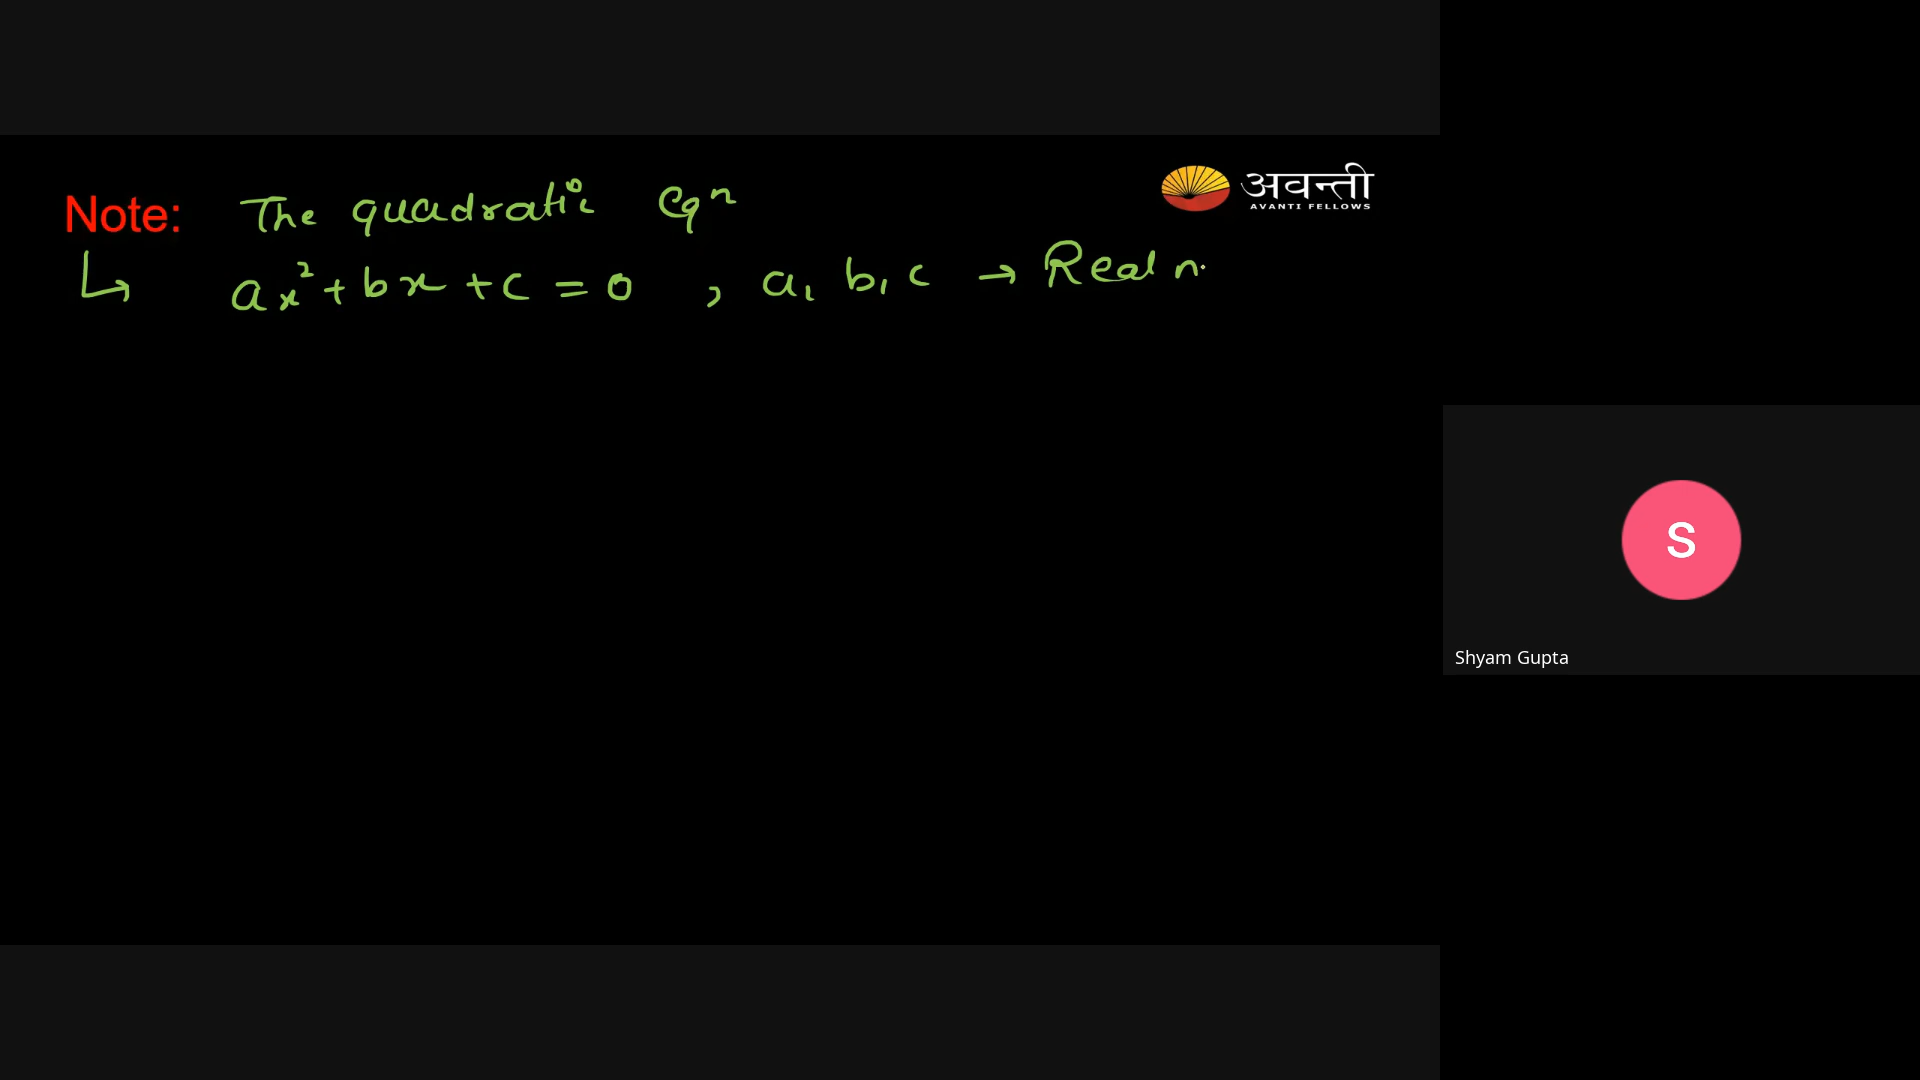 Note: The quadratic Eqn
अवन्ती
AVANTI FELLOWS
↳ ax²+bx+c=0 , a, b, c → Real n
S
Shyam Gupta